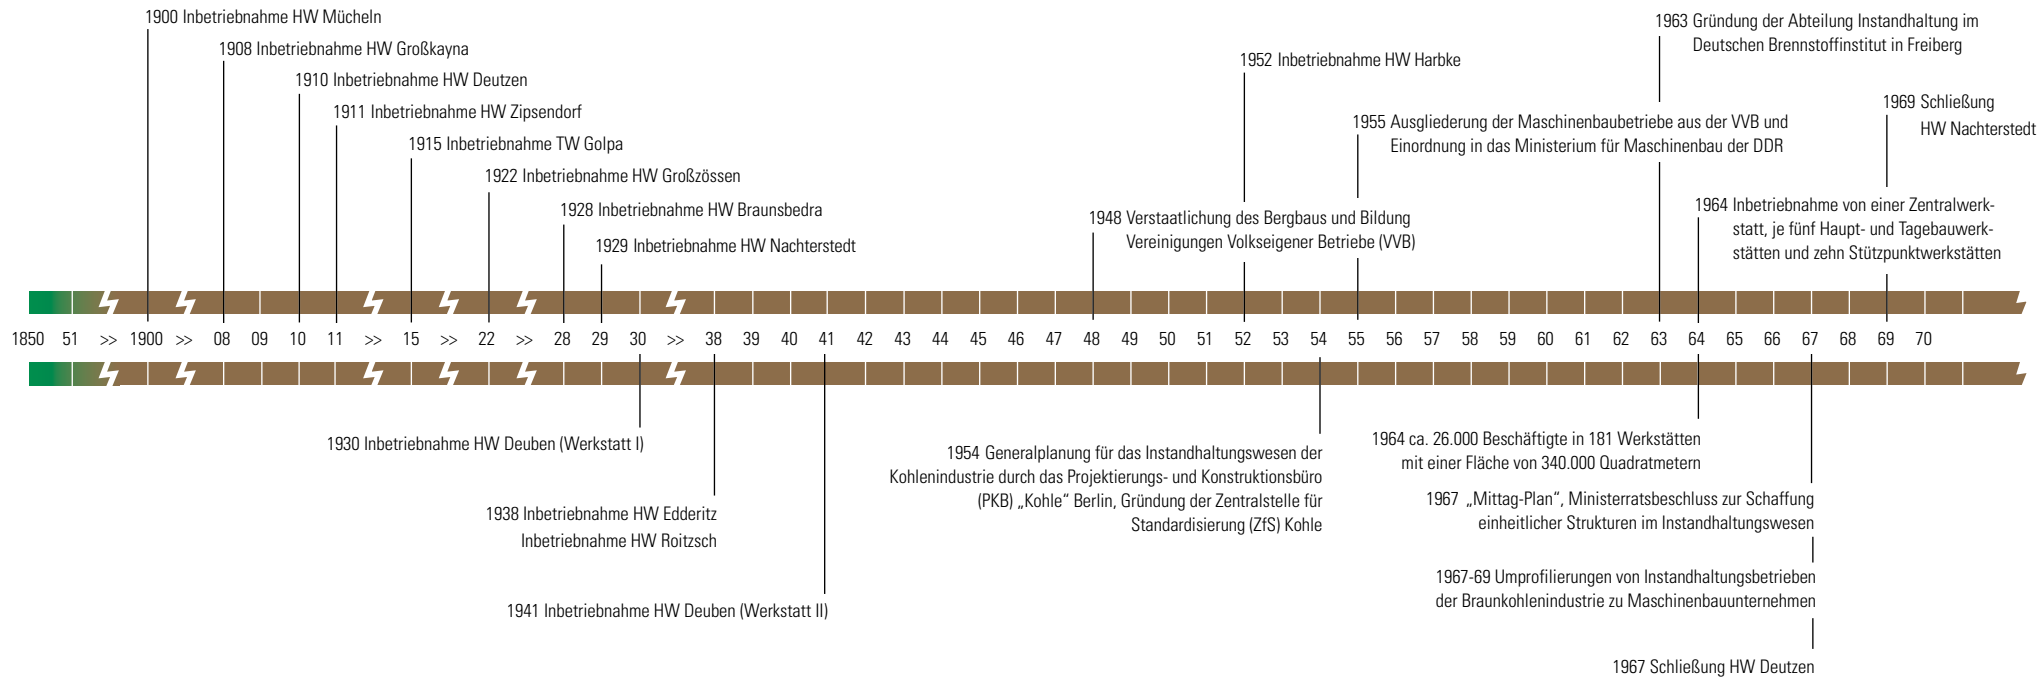 1900 Inbetriebnahme HW Mücheln
1908 Inbetriebnahme HW Großkayna
1910 Inbetriebnahme HW Deutzen
1911 Inbetriebnahme HW Zipsendorf
1915 Inbetriebnahme TW Golpa
1922 Inbetriebnahme HW Großzössen
1928 Inbetriebnahme HW Braunsbedra
1929 Inbetriebnahme HW Nachterstedt
1948 Verstaatlichung des Bergbaus und Bildung
Vereinigungen Volkseigener Betriebe (VVB)
1952 Inbetriebnahme HW Harbke
1955 Ausgliederung der Maschinenbaubetriebe aus der VVB und
Einordnung in das Ministerium für Maschinenbau der DDR
1963 Gründung der Abteilung Instandhaltung im
Deutschen Brennstoffinstitut in Freiberg
1964 Inbetriebnahme von einer Zentralwerk-
statt, je fünf Haupt- und Tagebauwerk-
stätten und zehn Stützpunktwerkstätten
1969 Schließung
HW Nachterstedt
1850 51 >> 1900 >> 08 09 10 11 >> 15 >> 22 >> 28 29 30 >> 38 39 40 41 42 43 44 45 46 47 48 49 50 51 52 53 54 55 56 57 58 59 60 61 62 63 64 65 66 67 68 69 70
1930 Inbetriebnahme HW Deuben (Werkstatt I)
1938 Inbetriebnahme HW Edderitz
Inbetriebnahme HW Roitzsch
1941 Inbetriebnahme HW Deuben (Werkstatt II)
1954 Generalplanung für das Instandhaltungswesen der
Kohlenindustrie durch das Projektierungs- und Konstruktionsbüro
(PKB) „Kohle“ Berlin, Gründung der Zentralstelle für
Standardisierung (ZfS) Kohle
1964 ca. 26.000 Beschäftigte in 181 Werkstätten
mit einer Fläche von 340.000 Quadratmetern
1967 „Mittag-Plan“, Ministerratsbeschluss zur Schaffung
einheitlicher Strukturen im Instandhaltungswesen
1967-69 Umprofilierungen von Instandhaltungsbetrieben
der Braunkohlenindustrie zu Maschinenbauunternehmen
1967 Schließung HW Deutzen